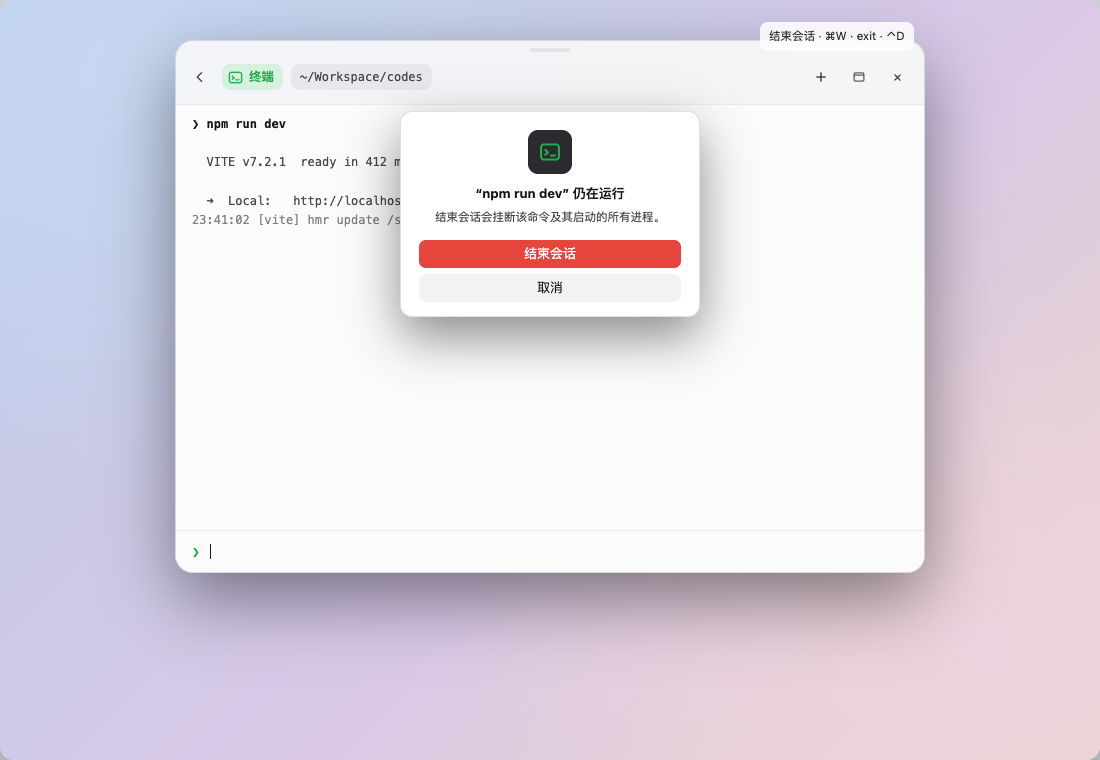 结束会话 · ⌘W · exit · ^D
终端 ~/Workspace/codes
❯ npm run dev
VITE v7.2.1 ready in 412 m
➜ Local: http://localhos
23:41:02 [vite] hmr update /s
“npm run dev” 仍在运行
结束会话会挂断该命令及其启动的所有进程。
结束会话
取消
❯